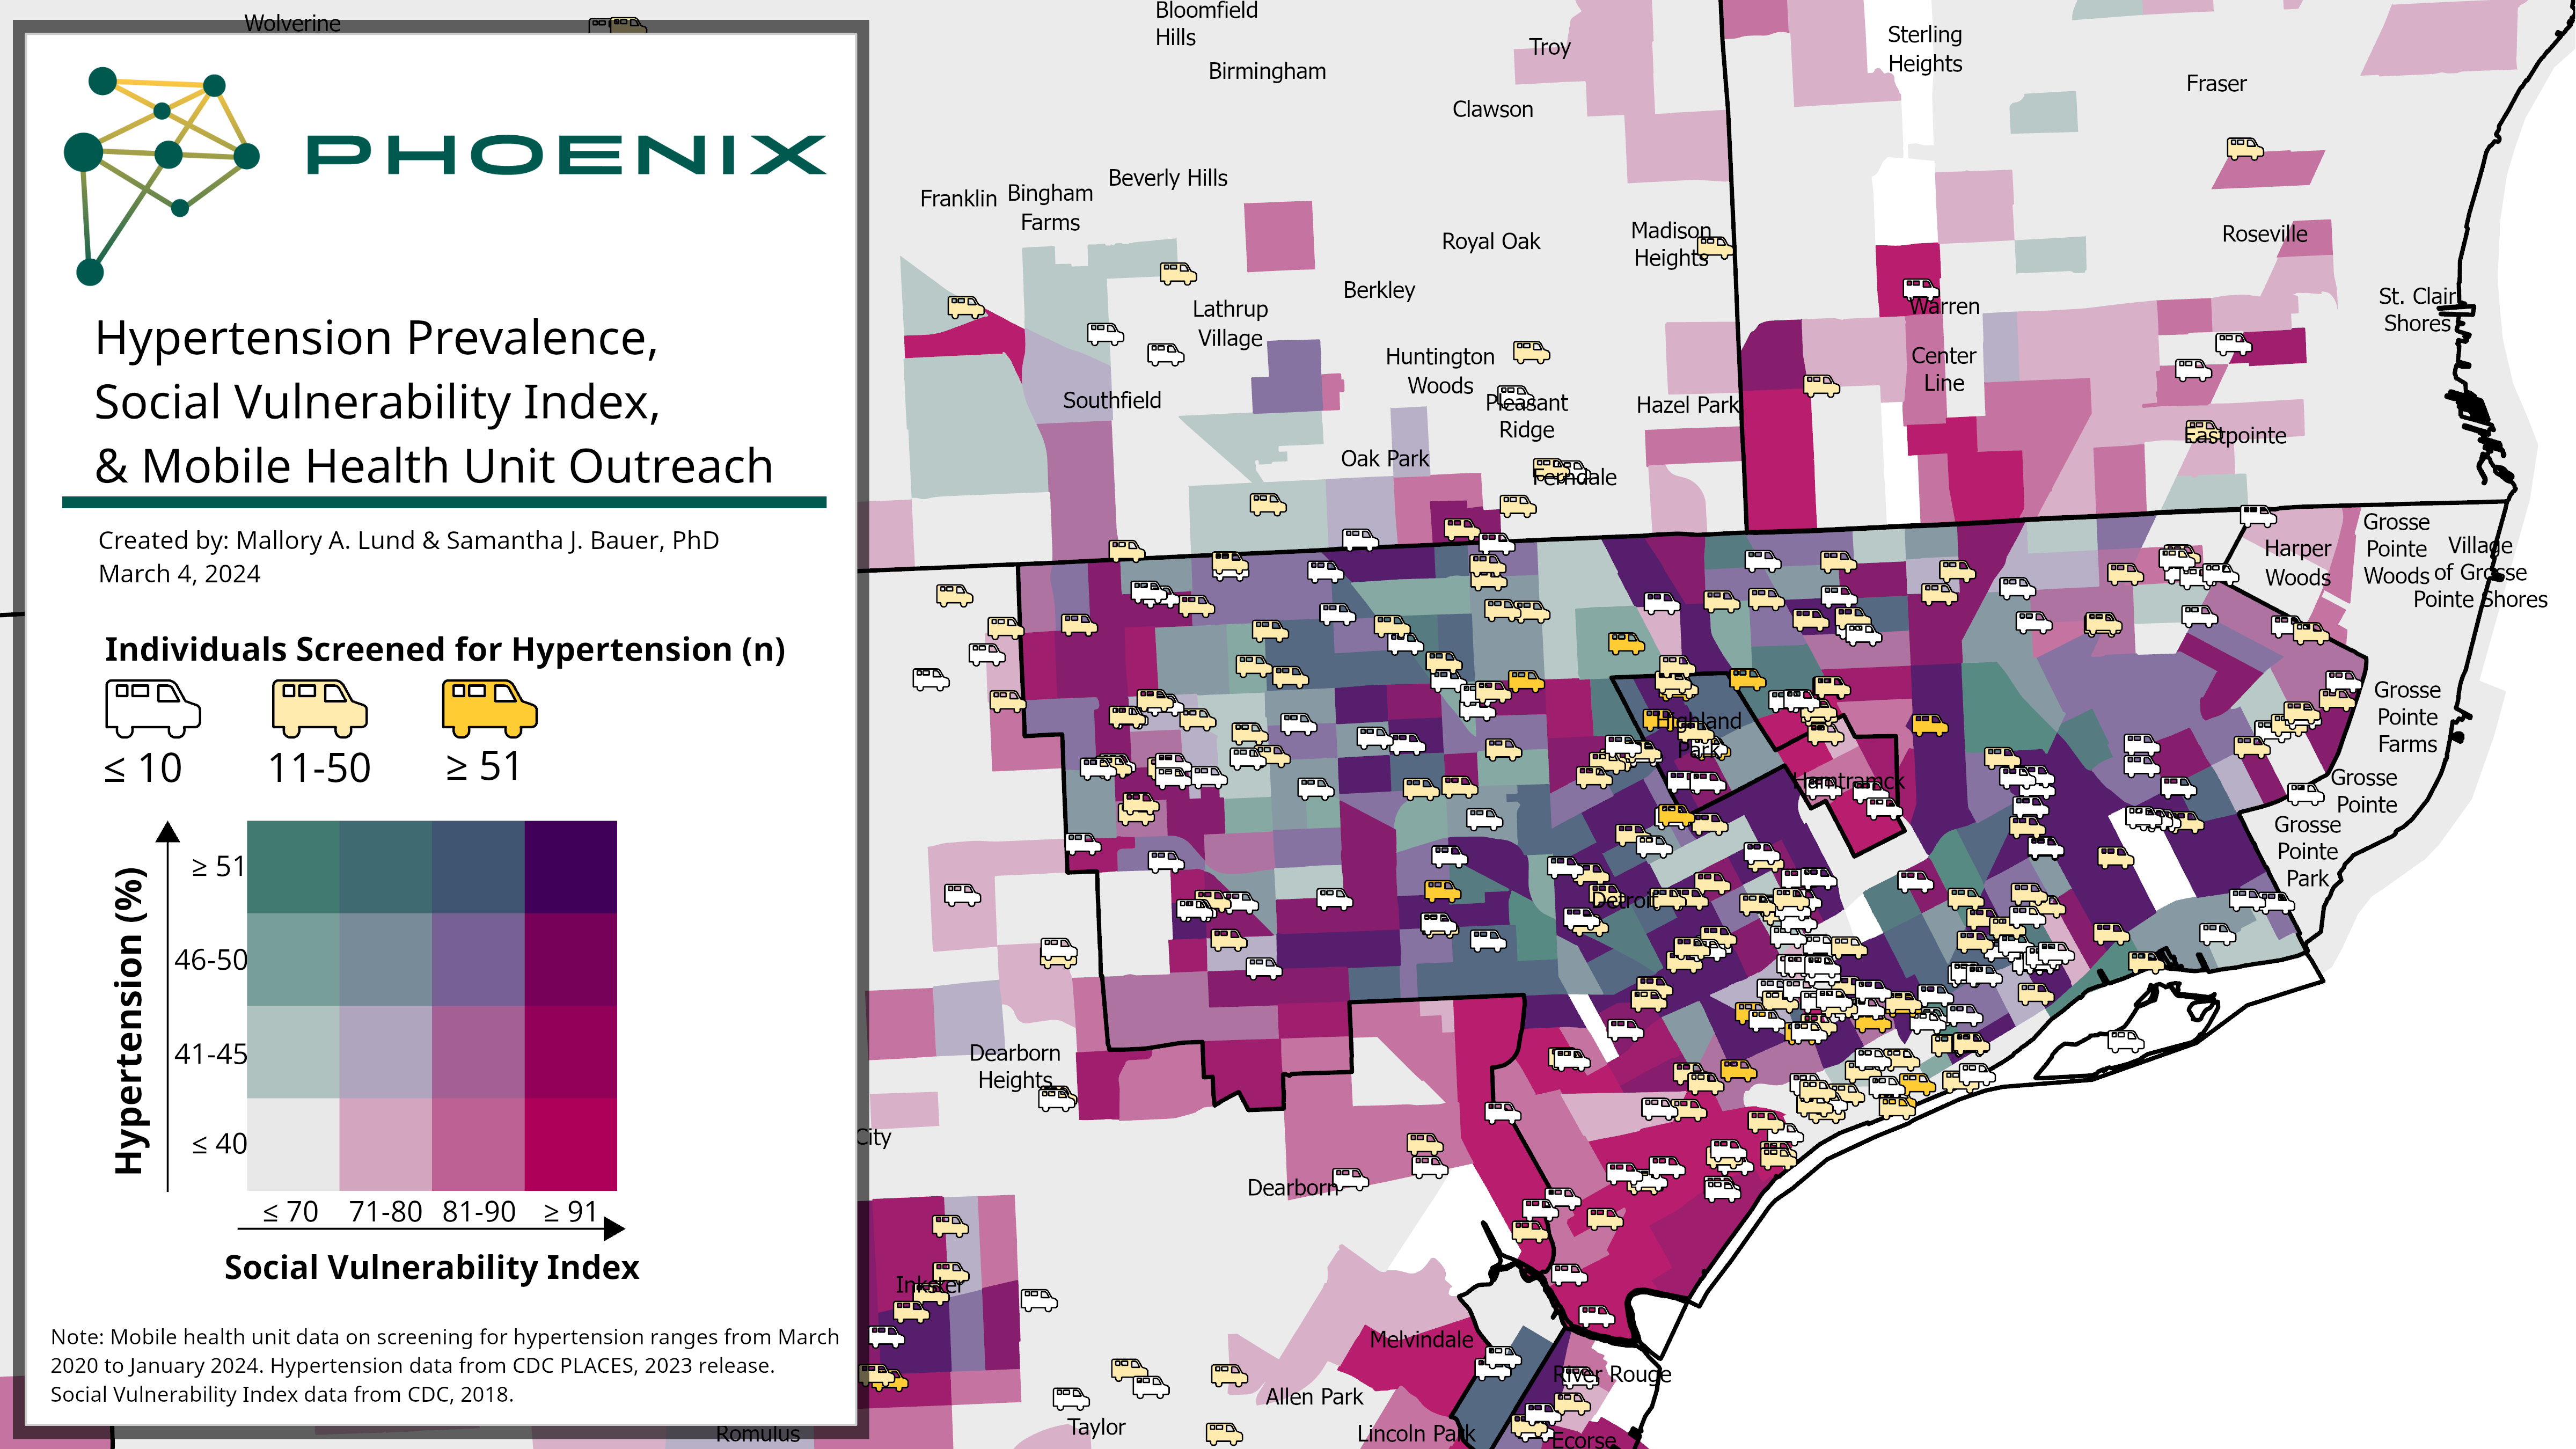 Wolverine
PHOENIX
Hypertension Prevalence,
Social Vulnerability Index,
& Mobile Health Unit Outreach
Created by: Mallory A. Lund & Samantha J. Bauer, PhD
March 4, 2024
Individuals Screened for Hypertension (n)
≤ 10
11-50
≥ 51
Hypertension (%)
≥ 51
46-50
41-45
≤ 40
≤ 70
71-80
81-90
≥ 91
Social Vulnerability Index
Note: Mobile health unit data on screening for hypertension ranges from March
2020 to January 2024. Hypertension data from CDC PLACES, 2023 release.
Social Vulnerability Index data from CDC, 2018.
Bloomfield
Hills
Birmingham
Troy
Clawson
Sterling
Heights
Fraser
Franklin
Bingham
Farms
Beverly Hills
Royal Oak
Madison
Heights
Roseville
Berkley
Lathrup
Village
Warren
St. Clair
Shores
Huntington
Woods
Center
Line
Southfield
Pleasant
Ridge
Hazel Park
Eastpointe
Oak Park
Ferndale
Harper
Woods
Grosse
Pointe
Woods
Village
of Grosse
Pointe Shores
Highland
Park
Grosse
Pointe
Farms
Hamtramck
Grosse
Pointe
Grosse
Pointe
Park
Detroit
Dearborn
Heights
City
Dearborn
Inkster
Melvindale
River Rouge
Allen Park
Taylor
Lincoln Park
Ecorse
Romulus